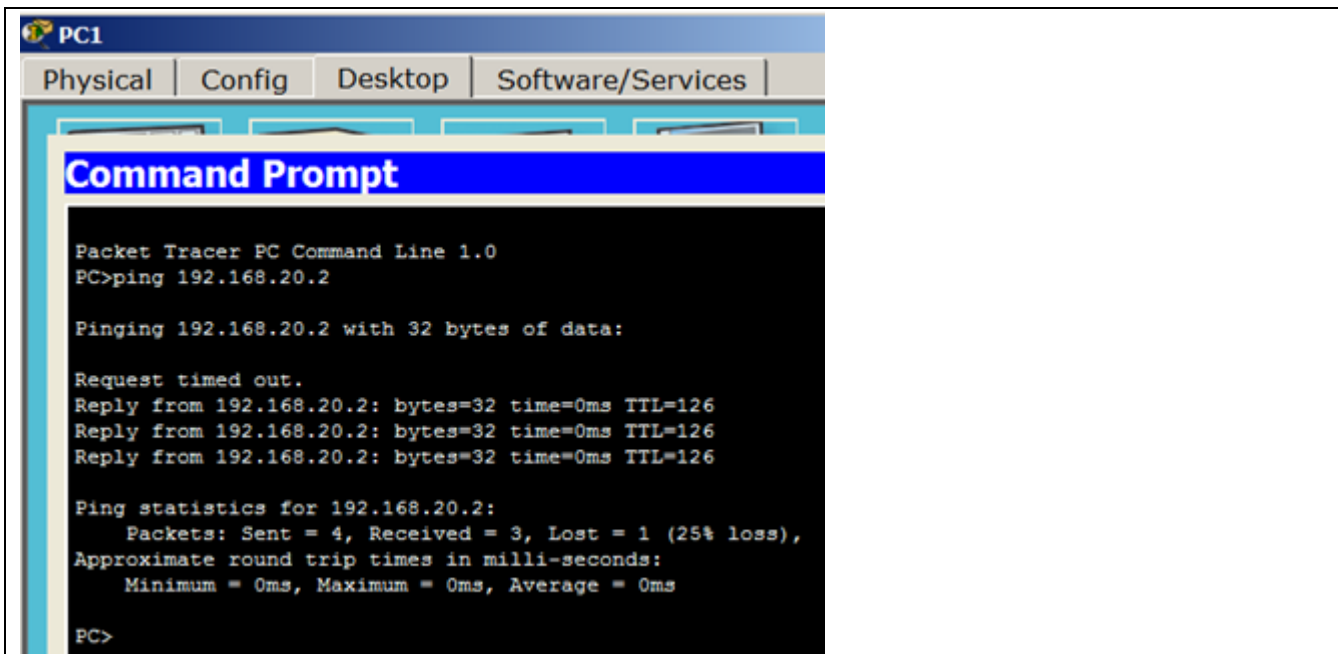 PC1
Physical Config Desktop Software/Services
Command Prompt
Packet Tracer PC Command Line 1.0
PC>ping 192.168.20.2
Pinging 192.168.20.2 with 32 bytes of data:
Request timed out.
Reply from 192.168.20.2: bytes=32 time=0ms TTL=126
Reply from 192.168.20.2: bytes=32 time=0ms TTL=126
Reply from 192.168.20.2: bytes=32 time=0ms TTL=126
Ping statistics for 192.168.20.2:
Packets: Sent = 4, Received = 3, Lost = 1 (25% loss),
Approximate round trip times in milli-seconds:
Minimum = 0ms, Maximum = 0ms, Average = 0ms
PC>